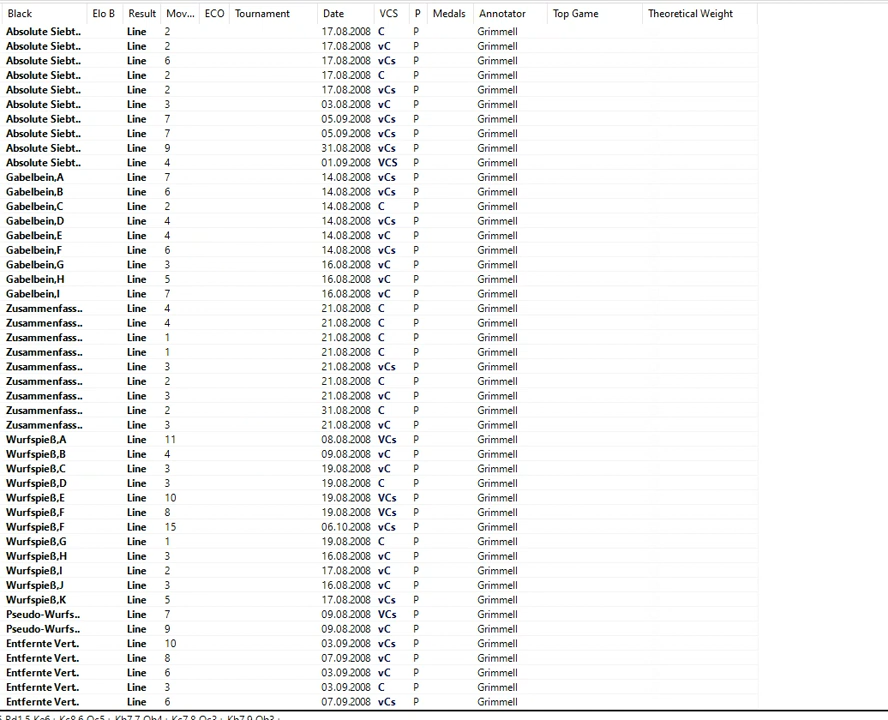 Black Elo B Result Mov... ECO Tournament Date VCS P Medals Annotator Top Game Theoretical Weight
Absolute Siebt.. Line 2 17.08.2008 C P Grimmell
Absolute Siebt.. Line 2 17.08.2008 vC P Grimmell
Absolute Siebt.. Line 6 17.08.2008 vCs P Grimmell
Absolute Siebt.. Line 2 17.08.2008 C P Grimmell
Absolute Siebt.. Line 2 17.08.2008 vCs P Grimmell
Absolute Siebt.. Line 3 03.08.2008 vC P Grimmell
Absolute Siebt.. Line 7 05.09.2008 vCs P Grimmell
Absolute Siebt.. Line 7 05.09.2008 vCs P Grimmell
Absolute Siebt.. Line 9 31.08.2008 vCs P Grimmell
Absolute Siebt.. Line 4 01.09.2008 VCS P Grimmell
Gabelbein,A Line 7 14.08.2008 vCs P Grimmell
Gabelbein,B Line 6 14.08.2008 vCs P Grimmell
Gabelbein,C Line 2 14.08.2008 C P Grimmell
Gabelbein,D Line 4 14.08.2008 vCs P Grimmell
Gabelbein,E Line 4 14.08.2008 vC P Grimmell
Gabelbein,F Line 6 14.08.2008 vCs P Grimmell
Gabelbein,G Line 3 16.08.2008 vC P Grimmell
Gabelbein,H Line 5 16.08.2008 vC P Grimmell
Gabelbein,I Line 7 16.08.2008 vC P Grimmell
Zusammenfass.. Line 4 21.08.2008 C P Grimmell
Zusammenfass.. Line 4 21.08.2008 C P Grimmell
Zusammenfass.. Line 1 21.08.2008 C P Grimmell
Zusammenfass.. Line 1 21.08.2008 C P Grimmell
Zusammenfass.. Line 3 21.08.2008 vCs P Grimmell
Zusammenfass.. Line 2 21.08.2008 C P Grimmell
Zusammenfass.. Line 3 21.08.2008 vC P Grimmell
Zusammenfass.. Line 2 31.08.2008 C P Grimmell
Zusammenfass.. Line 3 21.08.2008 vC P Grimmell
Wurfspieß,A Line 11 08.08.2008 VCs P Grimmell
Wurfspieß,B Line 4 09.08.2008 vC P Grimmell
Wurfspieß,C Line 3 19.08.2008 vC P Grimmell
Wurfspieß,D Line 3 19.08.2008 C P Grimmell
Wurfspieß,E Line 10 19.08.2008 VCs P Grimmell
Wurfspieß,F Line 8 19.08.2008 VCs P Grimmell
Wurfspieß,F Line 15 06.10.2008 vCs P Grimmell
Wurfspieß,G Line 1 19.08.2008 C P Grimmell
Wurfspieß,H Line 3 16.08.2008 vC P Grimmell
Wurfspieß,I Line 2 17.08.2008 vC P Grimmell
Wurfspieß,J Line 3 16.08.2008 vC P Grimmell
Wurfspieß,K Line 5 17.08.2008 vCs P Grimmell
Pseudo-Wurfs.. Line 7 09.08.2008 VCs P Grimmell
Pseudo-Wurfs.. Line 9 09.08.2008 vC P Grimmell
Entfernte Vert.. Line 10 03.09.2008 vCs P Grimmell
Entfernte Vert.. Line 8 07.09.2008 vC P Grimmell
Entfernte Vert.. Line 6 03.09.2008 vC P Grimmell
Entfernte Vert.. Line 3 03.09.2008 C P Grimmell
Entfernte Vert.. Line 6 07.09.2008 vCs P Grimmell